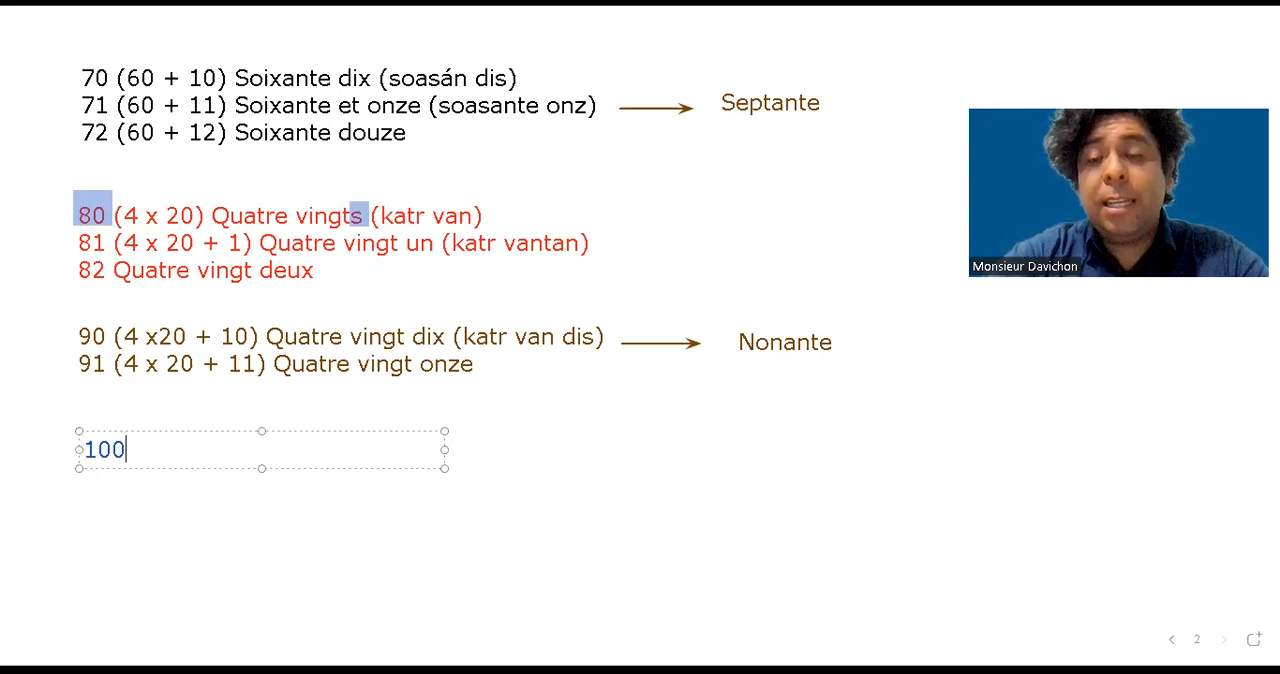 70 (60 + 10) Soixante dix (soasán dis)
71 (60 + 11) Soixante et onze (soasante onz)
Septante
72 (60 + 12) Soixante douze
80 (4 x 20) Quatre vingts (katr van)
81 (4 x 20 + 1) Quatre vingt un (katr vantan)
82 Quatre vingt deux
Monsieur Davichon
90 (4 x20 + 10) Quatre vingt dix (katr van dis)
Nonante
91 (4 x 20 + 11) Quatre vingt onze
100
2